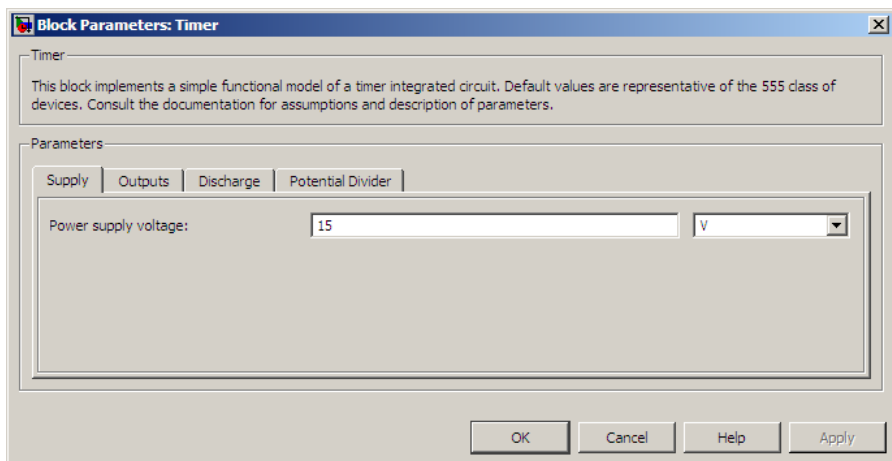 Block Parameters: Timer
Timer
This block implements a simple functional model of a timer integrated circuit. Default values are representative of the 555 class of
devices. Consult the documentation for assumptions and description of parameters.
Parameters
Supply Outputs Discharge Potential Divider
Power supply voltage: 15 V
OK Cancel Help Apply